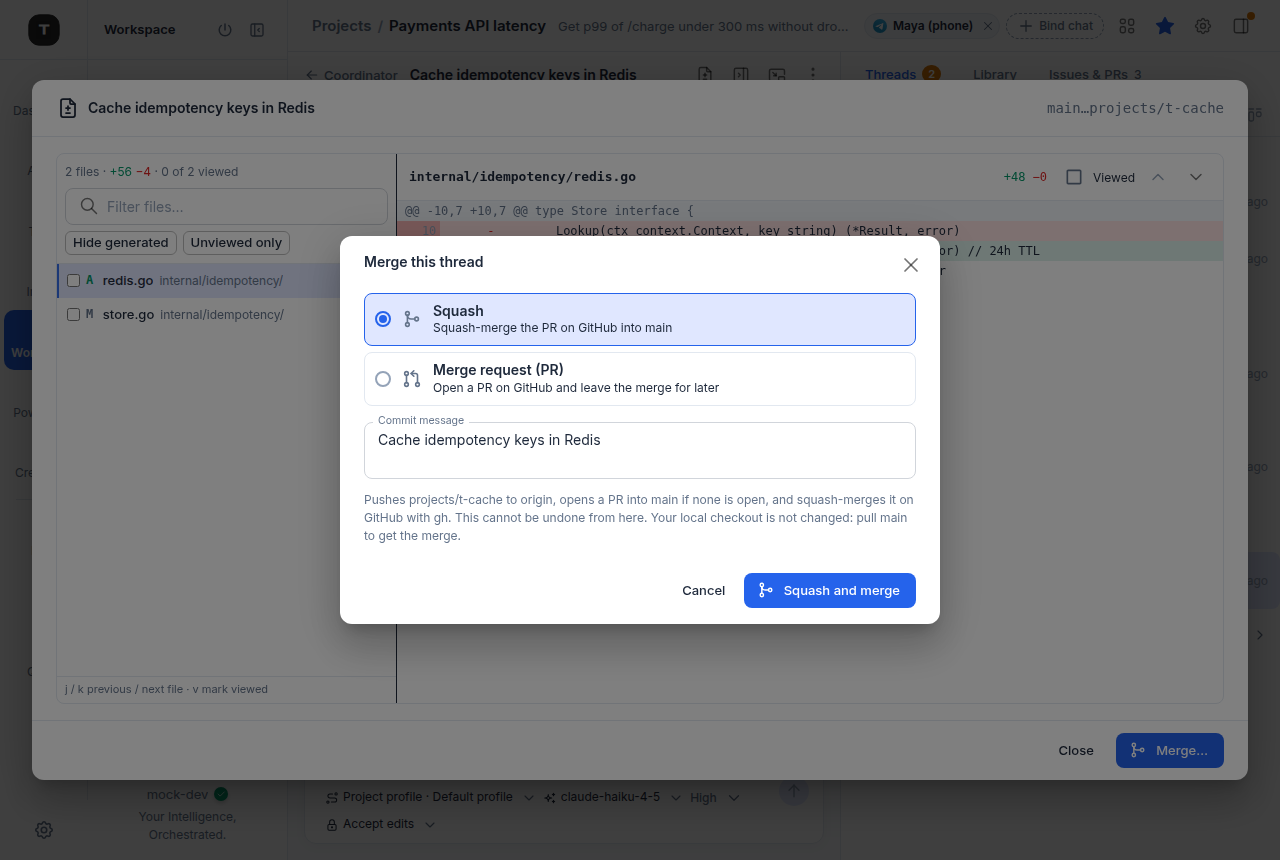 T
Workspace
Projects / Payments API latency
Get p99 of /charge under 300 ms without dro…
Maya (phone)
Bind chat
Coordinator
Cache idempotency keys in Redis
Threads 2
Library
Issues & PRs 3
Cache idempotency keys in Redis
main…projects/t-cache
2 files · +56 −4 · 0 of 2 viewed
Filter files...
Hide generated
Unviewed only
A redis.go internal/idempotency/
M store.go internal/idempotency/
internal/idempotency/redis.go
+48 −0
Viewed
@@ -10,7 +10,7 @@ type Store interface {
10 - Lookup(ctx context.Context, key string) (*Result, error)
or) // 24h TTL
Merge this thread
Squash
Squash-merge the PR on GitHub into main
Merge request (PR)
Open a PR on GitHub and leave the merge for later
Commit message
Cache idempotency keys in Redis
Pushes projects/t-cache to origin, opens a PR into main if none is open, and squash-merges it on
GitHub with gh. This cannot be undone from here. Your local checkout is not changed: pull main
to get the merge.
Cancel
Squash and merge
j / k previous / next file · v mark viewed
Close
Merge...
ago
ago
ago
ago
ago
mock-dev
Your Intelligence,
Orchestrated.
Project profile · Default profile
claude-haiku-4-5
High
Accept edits